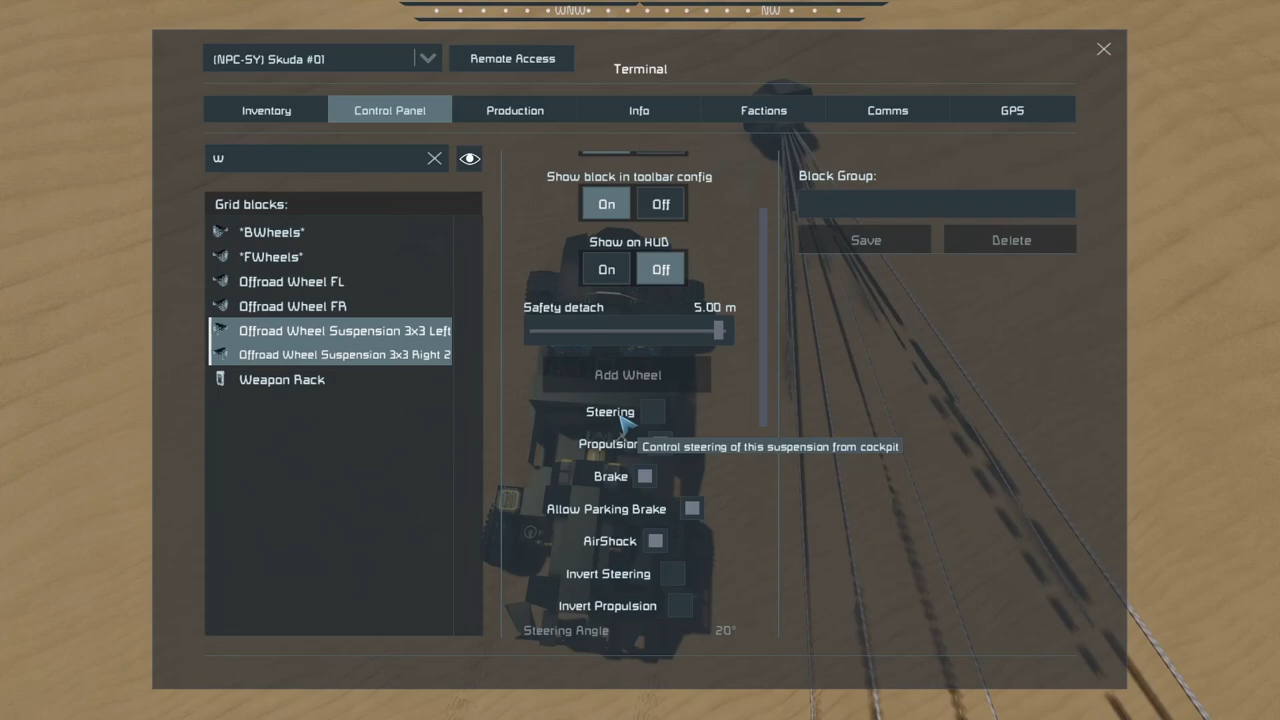 WNW
NW
(NPC-SY) Skuda #01
Remote Access
Terminal
Inventory
Control Panel
Production
Info
Factions
Comms
GPS
w
Grid blocks:
*BWheels*
*FWheels*
Offroad Wheel FL
Offroad Wheel FR
Offroad Wheel Suspension 3x3 Left
Offroad Wheel Suspension 3x3 Right 2
Weapon Rack
Show block in toolbar config
On Off
Show on HUD
On Off
Safety detach 5.00 m
Add Wheel
Steering
Propulsion
Control steering of this suspension from cockpit
Brake
Allow Parking Brake
AirShock
Invert Steering
Invert Propulsion
Steering Angle 20°
Block Group:
Save
Delete